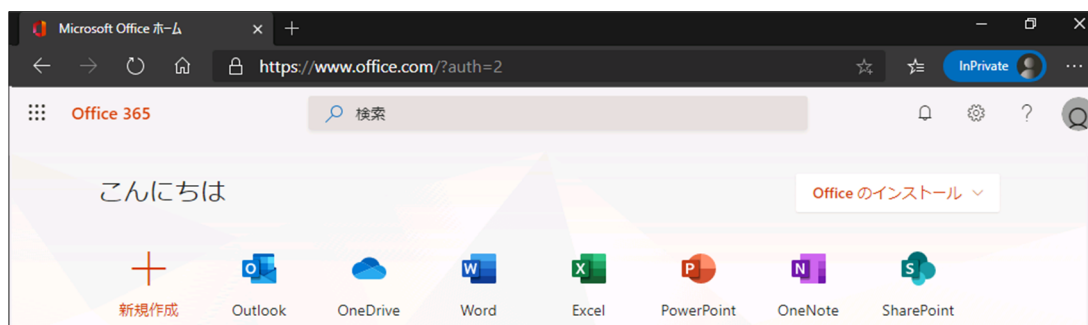 Microsoft Office ホーム
https://www.office.com/?auth=2
InPrivate
Office 365
検索
?
こんにちは
Office のインストール
新規作成
Outlook
OneDrive
Word
Excel
PowerPoint
OneNote
SharePoint